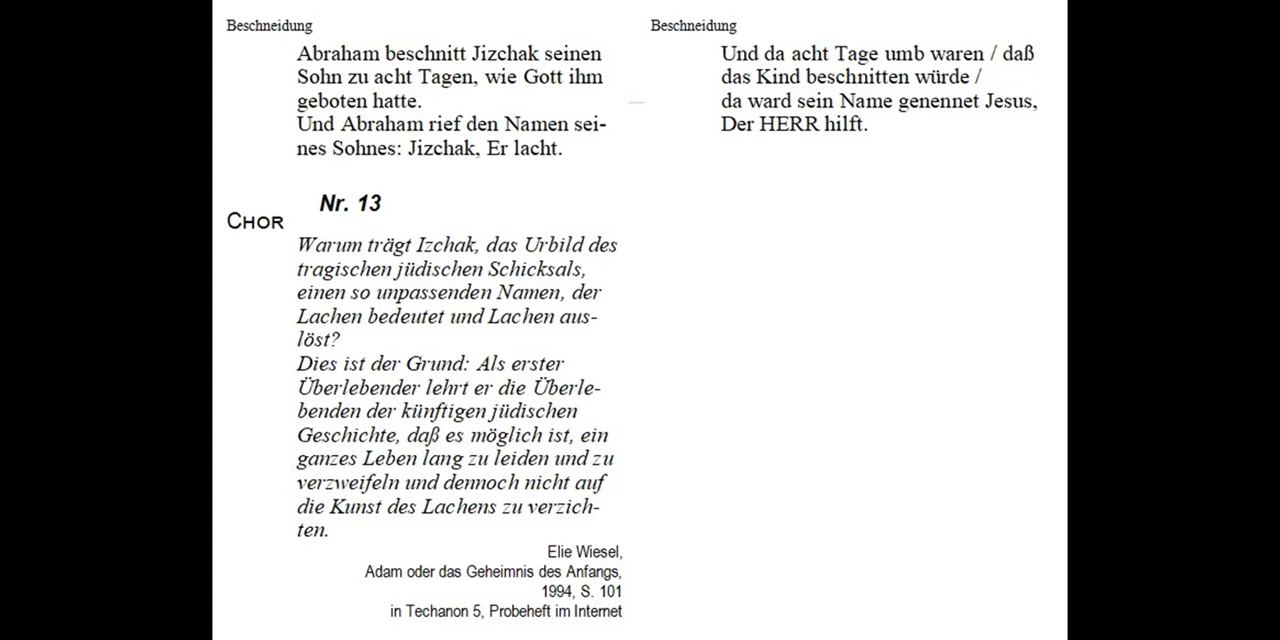 Beschneidung
Abraham beschnitt Jizchak seinen
Sohn zu acht Tagen, wie Gott ihm
geboten hatte.
Und Abraham rief den Namen sei-
nes Sohnes: Jizchak, Er lacht.
Nr. 13
CHOR
Warum trägt Izchak, das Urbild des
tragischen jüdischen Schicksals,
einen so unpassenden Namen, der
Lachen bedeutet und Lachen aus-
löst?
Dies ist der Grund: Als erster
Überlebender lehrt er die Überle-
benden der künftigen jüdischen
Geschichte, daß es möglich ist, ein
ganzes Leben lang zu leiden und zu
verzweifeln und dennoch nicht auf
die Kunst des Lachens zu verzich-
ten.
Elie Wiesel,
Adam oder das Geheimnis des Anfangs,
1994, S. 101
in Techanon 5, Probeheft im Internet
Beschneidung
Und da acht Tage umb waren / daß
das Kind beschnitten würde /
da ward sein Name genennet Jesus,
Der HERR hilft.